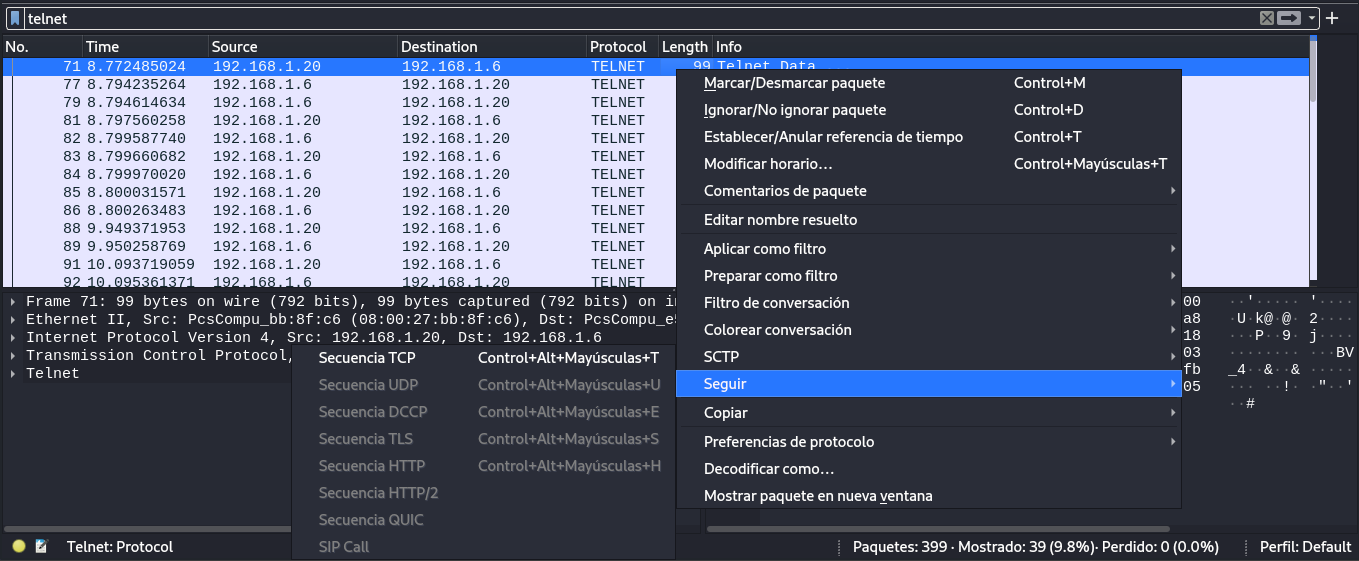 telnet
No. Time Source Destination Protocol Length Info
71 8.772485024 192.168.1.20 192.168.1.6 TELNET 99 Telnet Data ...
77 8.794235264 192.168.1.6 192.168.1.20 TELNET
79 8.794614634 192.168.1.6 192.168.1.20 TELNET
81 8.797560258 192.168.1.20 192.168.1.6 TELNET
82 8.799587740 192.168.1.6 192.168.1.20 TELNET
83 8.799660682 192.168.1.20 192.168.1.6 TELNET
84 8.799970020 192.168.1.6 192.168.1.20 TELNET
85 8.800031571 192.168.1.20 192.168.1.6 TELNET
86 8.800263483 192.168.1.6 192.168.1.20 TELNET
88 9.949371953 192.168.1.20 192.168.1.6 TELNET
89 9.950258769 192.168.1.6 192.168.1.20 TELNET
91 10.093719059 192.168.1.20 192.168.1.6 TELNET
92 10.095361371 192.168.1.6 192.168.1.20 TELNET
Marcar/Desmarcar paquete Control+M
Ignorar/No ignorar paquete Control+D
Establecer/Anular referencia de tiempo Control+T
Modificar horario... Control+Mayúsculas+T
Comentarios de paquete
Editar nombre resuelto
Aplicar como filtro
Preparar como filtro
Filtro de conversación
Colorear conversación
SCTP
Seguir
Copiar
Preferencias de protocolo
Decodificar como...
Mostrar paquete en nueva ventana
Frame 71: 99 bytes on wire (792 bits), 99 bytes captured (792 bits) on in
Ethernet II, Src: PcsCompu_bb:8f:c6 (08:00:27:bb:8f:c6), Dst: PcsCompu_e5
Internet Protocol Version 4, Src: 192.168.1.20, Dst: 192.168.1.6
Transmission Control Protocol,
Telnet
Secuencia TCP Control+Alt+Mayúsculas+T
Secuencia UDP Control+Alt+Mayúsculas+U
Secuencia DCCP Control+Alt+Mayúsculas+E
Secuencia TLS Control+Alt+Mayúsculas+S
Secuencia HTTP Control+Alt+Mayúsculas+H
Secuencia HTTP/2
Secuencia QUIC
SIP Call
00 ··'····· '····
a8 Uk@·@· 2····
18 ···P··9· j····
03 ········ ···BV
fb _4··&··& ·····
05 ··· ··!· ·"··'
··#
Telnet: Protocol
Paquetes: 399 · Mostrado: 39 (9.8%)· Perdido: 0 (0.0%)
Perfil: Default